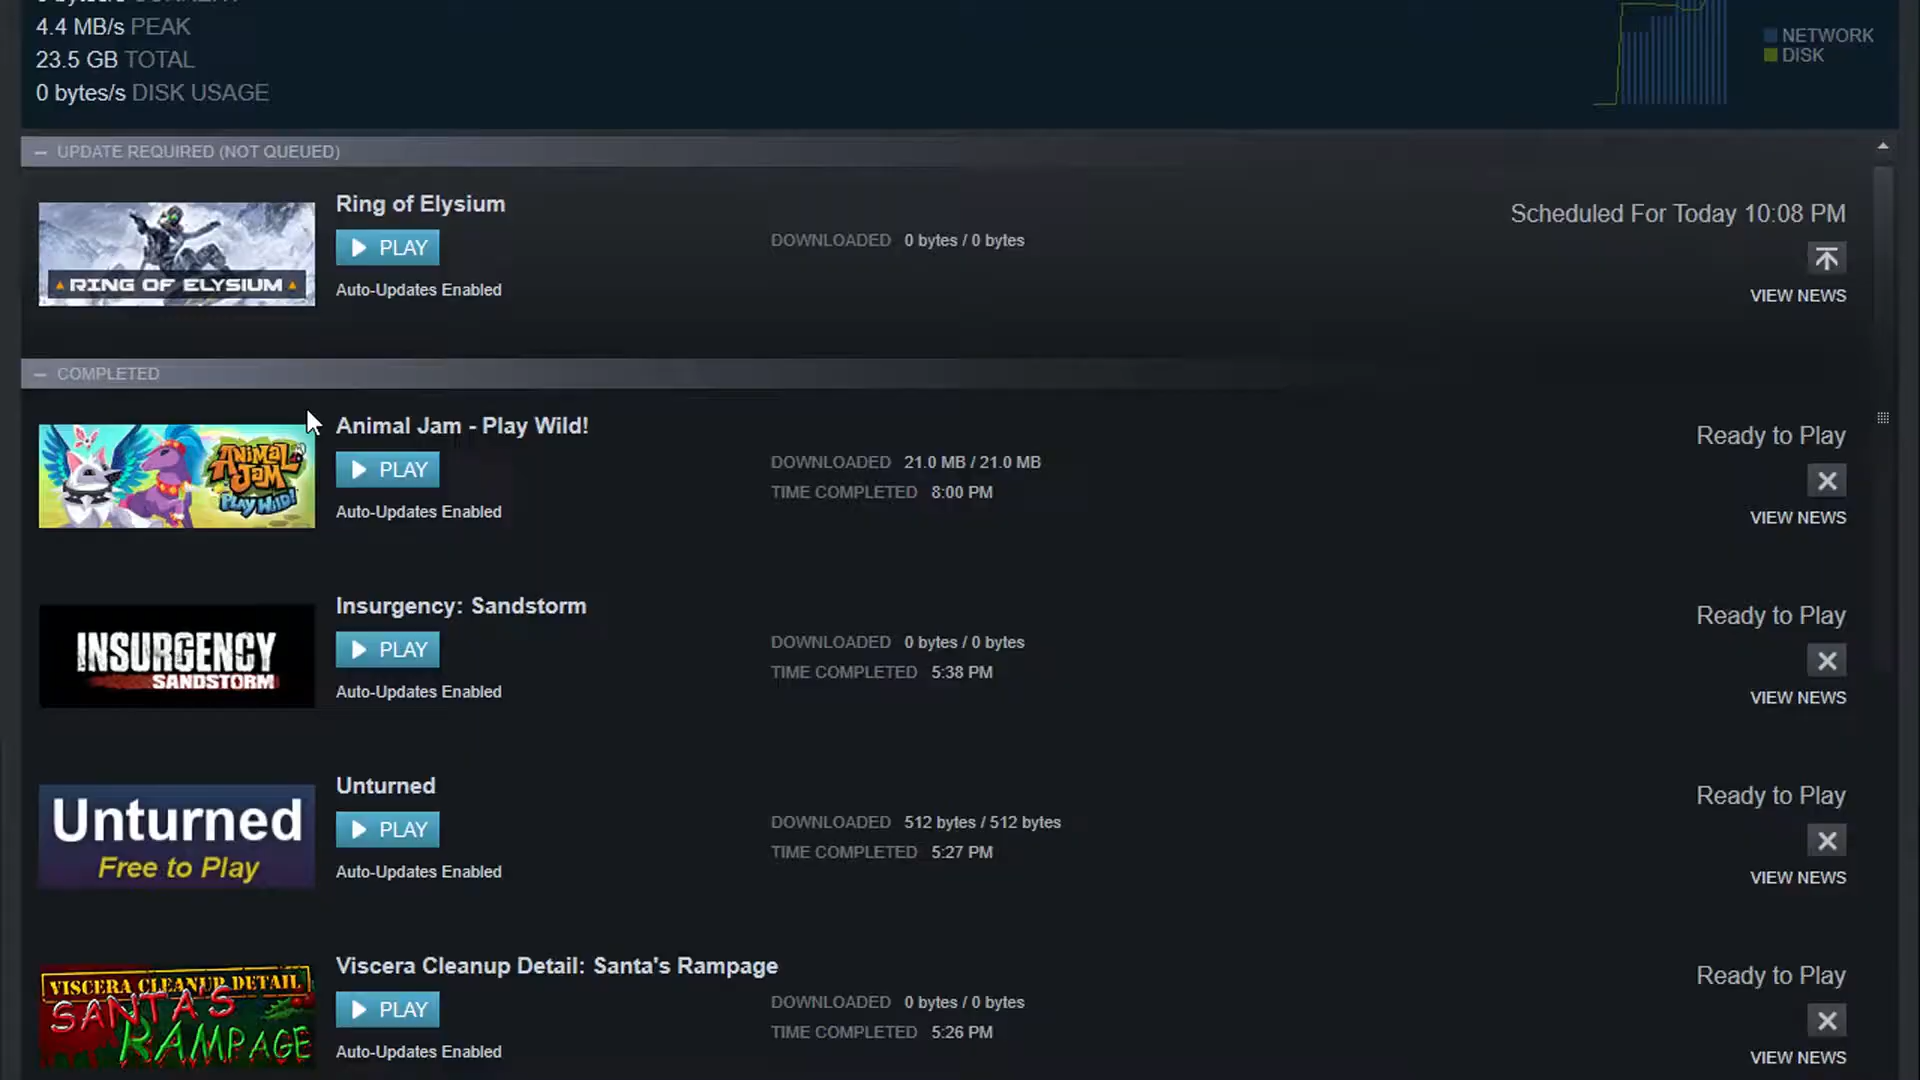 4.4 MB/s PEAK
23.5 GB TOTAL
0 bytes/s DISK USAGE
NETWORK
DISK
— UPDATE REQUIRED (NOT QUEUED)
RING OF ELYSIUM
Ring of Elysium
PLAY
Auto-Updates Enabled
DOWNLOADED 0 bytes / 0 bytes
Scheduled For Today 10:08 PM
VIEW NEWS
— COMPLETED
ANIMAL
JAM
PLAY WILD!
Animal Jam - Play Wild!
PLAY
Auto-Updates Enabled
DOWNLOADED 21.0 MB / 21.0 MB
TIME COMPLETED 8:00 PM
Ready to Play
VIEW NEWS
INSURGENCY
SANDSTORM
Insurgency: Sandstorm
PLAY
Auto-Updates Enabled
DOWNLOADED 0 bytes / 0 bytes
TIME COMPLETED 5:38 PM
Ready to Play
VIEW NEWS
Unturned
Free to Play
Unturned
PLAY
Auto-Updates Enabled
DOWNLOADED 512 bytes / 512 bytes
TIME COMPLETED 5:27 PM
Ready to Play
VIEW NEWS
VISCERA CLEANUP DETAIL
SANTA'S
RAMPAGE
Viscera Cleanup Detail: Santa's Rampage
PLAY
Auto-Updates Enabled
DOWNLOADED 0 bytes / 0 bytes
TIME COMPLETED 5:26 PM
Ready to Play
VIEW NEWS